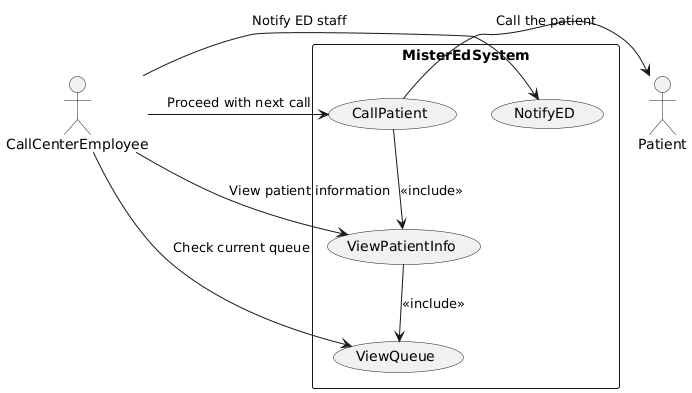 Notify ED staff
Call the patient
MisterEdSystem
Proceed with next call
CallPatient
NotifyED
CallCenterEmployee
Patient
View patient information
«include»
ViewPatientInfo
Check current queue
«include»
ViewQueue